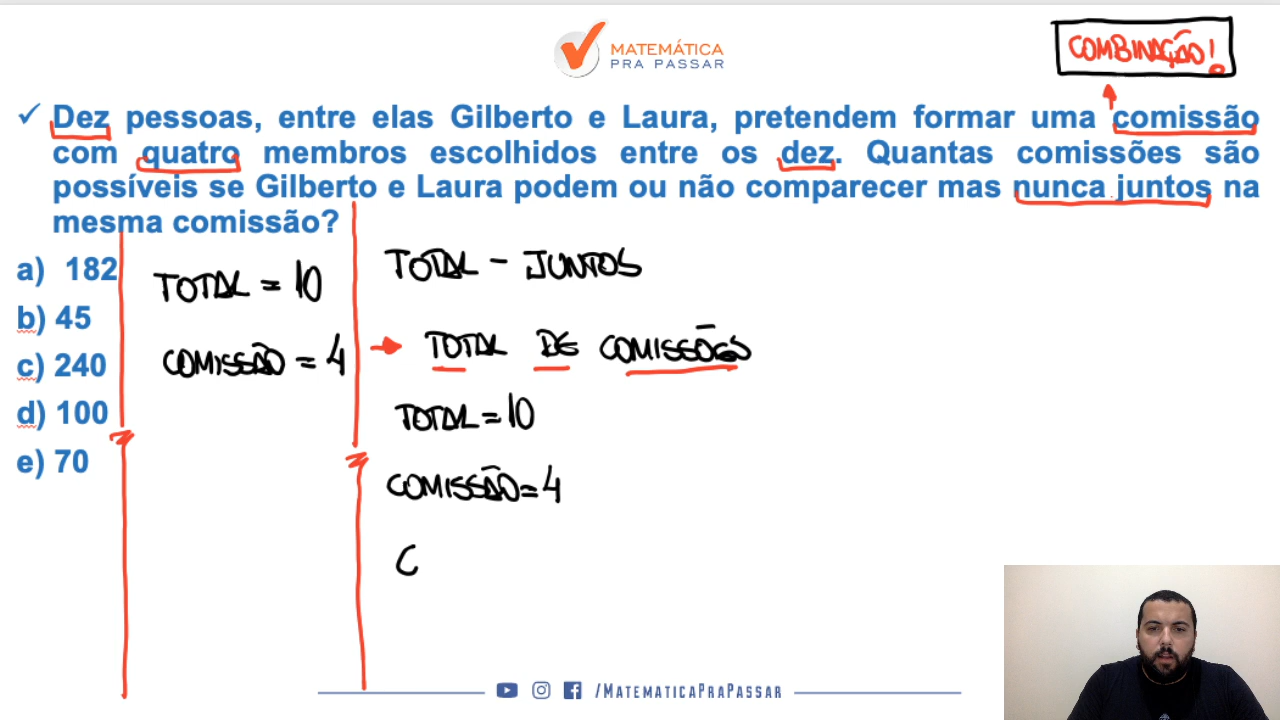 MATEMÁTICA
PRA PASSAR
COMBINAÇÃO!
✓ Dez pessoas, entre elas Gilberto e Laura, pretendem formar uma comissão
com quatro membros escolhidos entre os dez. Quantas comissões são
possíveis se Gilberto e Laura podem ou não comparecer mas nunca juntos na
mesma comissão?
a) 182
b) 45
c) 240
d) 100
e) 70
TOTAL = 10
COMISSÃO = 4
TOTAL - JUNTOS
TOTAL DE COMISSÕES
TOTAL = 10
COMISSÃO = 4
C
/MATEMATICAPRAPASSAR